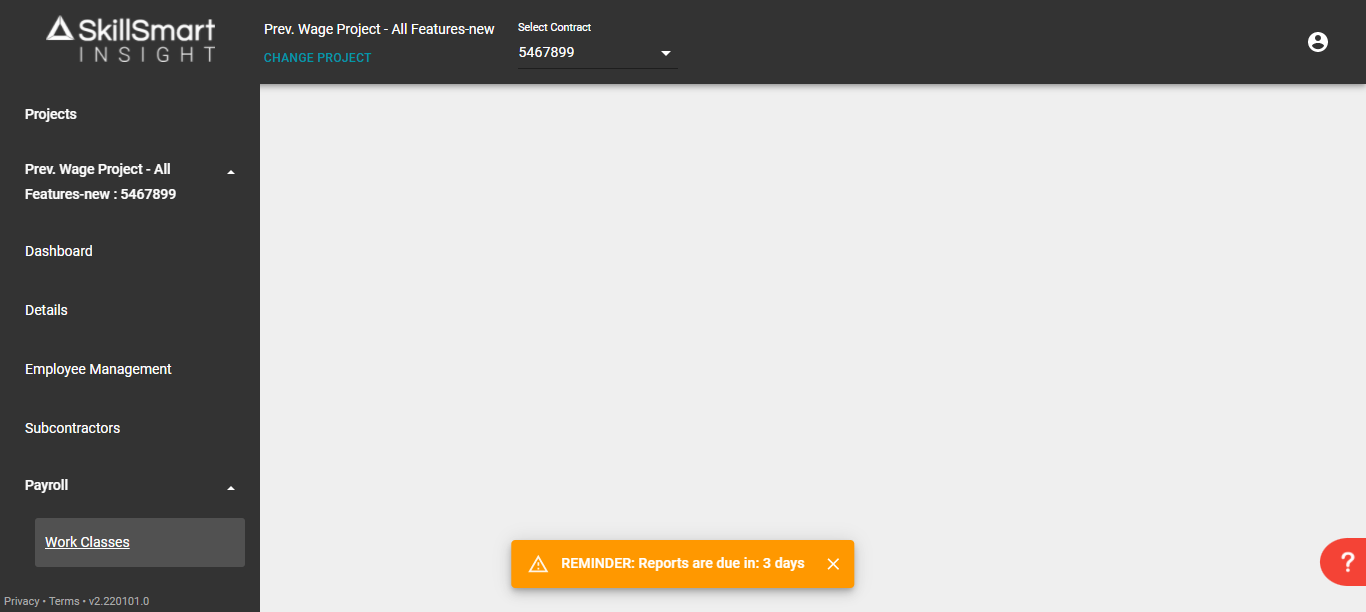 SkillSmart
INSIGHT
Prev. Wage Project - All Features-new
CHANGE PROJECT
Select Contract
5467899
Projects
Prev. Wage Project - All
Features-new : 5467899
Dashboard
Details
Employee Management
Subcontractors
Payroll
Work Classes
REMINDER: Reports are due in: 3 days
?
Privacy • Terms • v2.220101.0